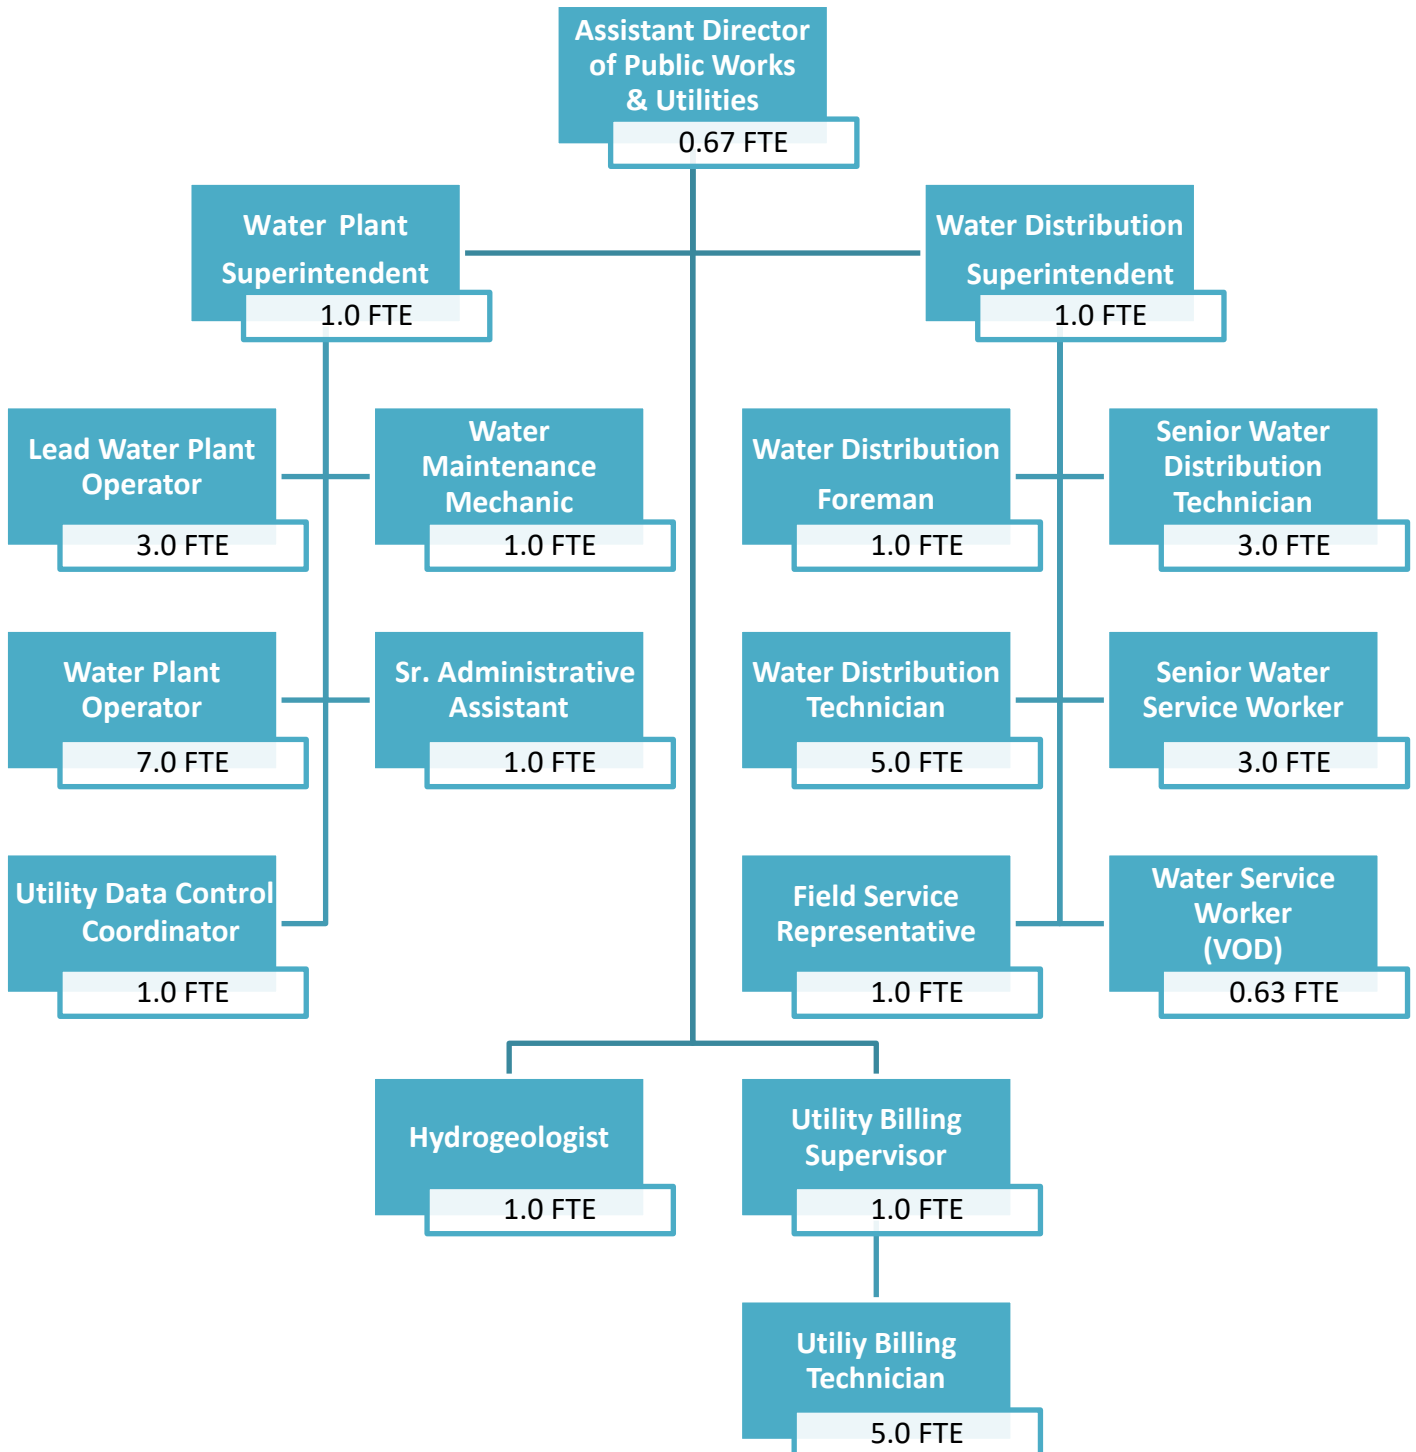 Assistant Director
of Public Works
& Utilities
0.67 FTE
Water Plant
Superintendent
1.0 FTE
Water Distribution
Superintendent
1.0 FTE
Lead Water Plant
Operator
3.0 FTE
Water
Maintenance
Mechanic
1.0 FTE
Water Distribution
Foreman
1.0 FTE
Senior Water
Distribution
Technician
3.0 FTE
Water Plant
Operator
7.0 FTE
Sr. Administrative
Assistant
1.0 FTE
Water Distribution
Technician
5.0 FTE
Senior Water
Service Worker
3.0 FTE
Utility Data Control
Coordinator
1.0 FTE
Field Service
Representative
1.0 FTE
Water Service
Worker
(VOD)
0.63 FTE
Hydrogeologist
1.0 FTE
Utility Billing
Supervisor
1.0 FTE
Utiliy Billing
Technician
5.0 FTE